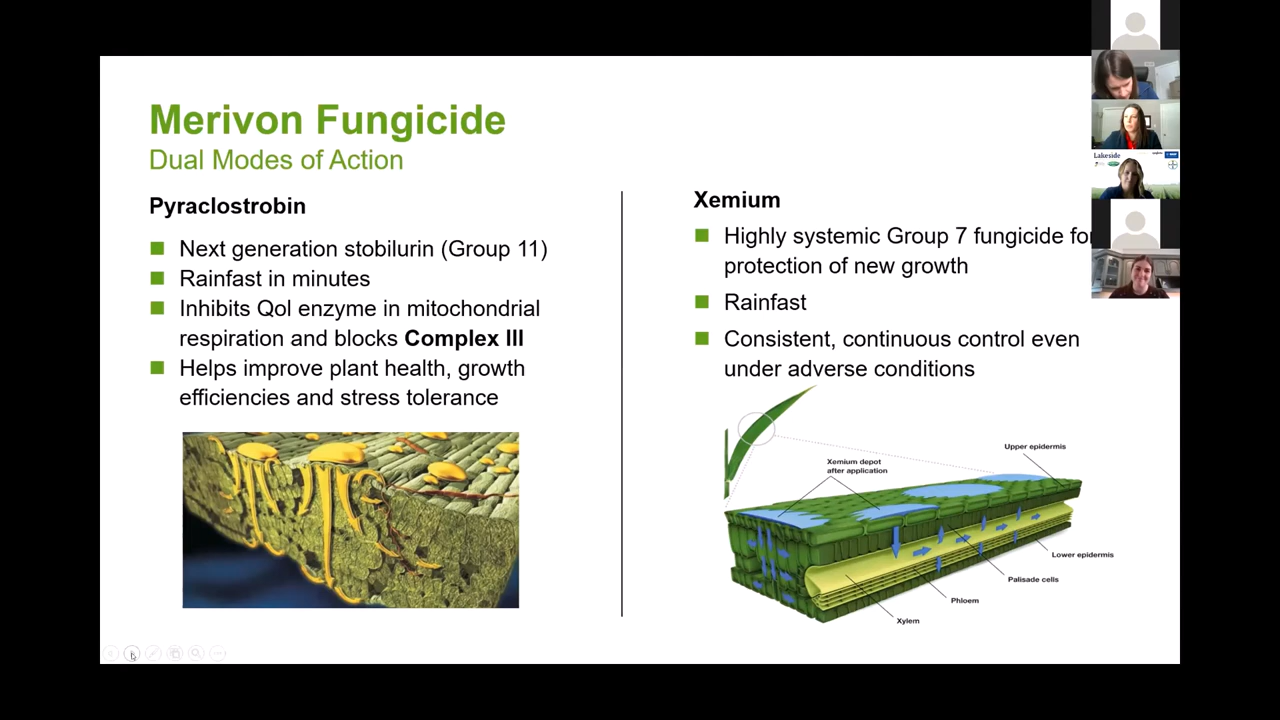 Merivon Fungicide
Dual Modes of Action
Pyraclostrobin
Next generation stobilurin (Group 11)
Rainfast in minutes
Inhibits QoI enzyme in mitochondrial
respiration and blocks Complex III
Helps improve plant health, growth
efficiencies and stress tolerance
Xemium
Highly systemic Group 7 fungicide for
protection of new growth
Rainfast
Consistent, continuous control even
under adverse conditions
Upper epidermis
Xemium depot
after application
Lower epidermis
Palisade cells
Phloem
Xylem
Lakeside